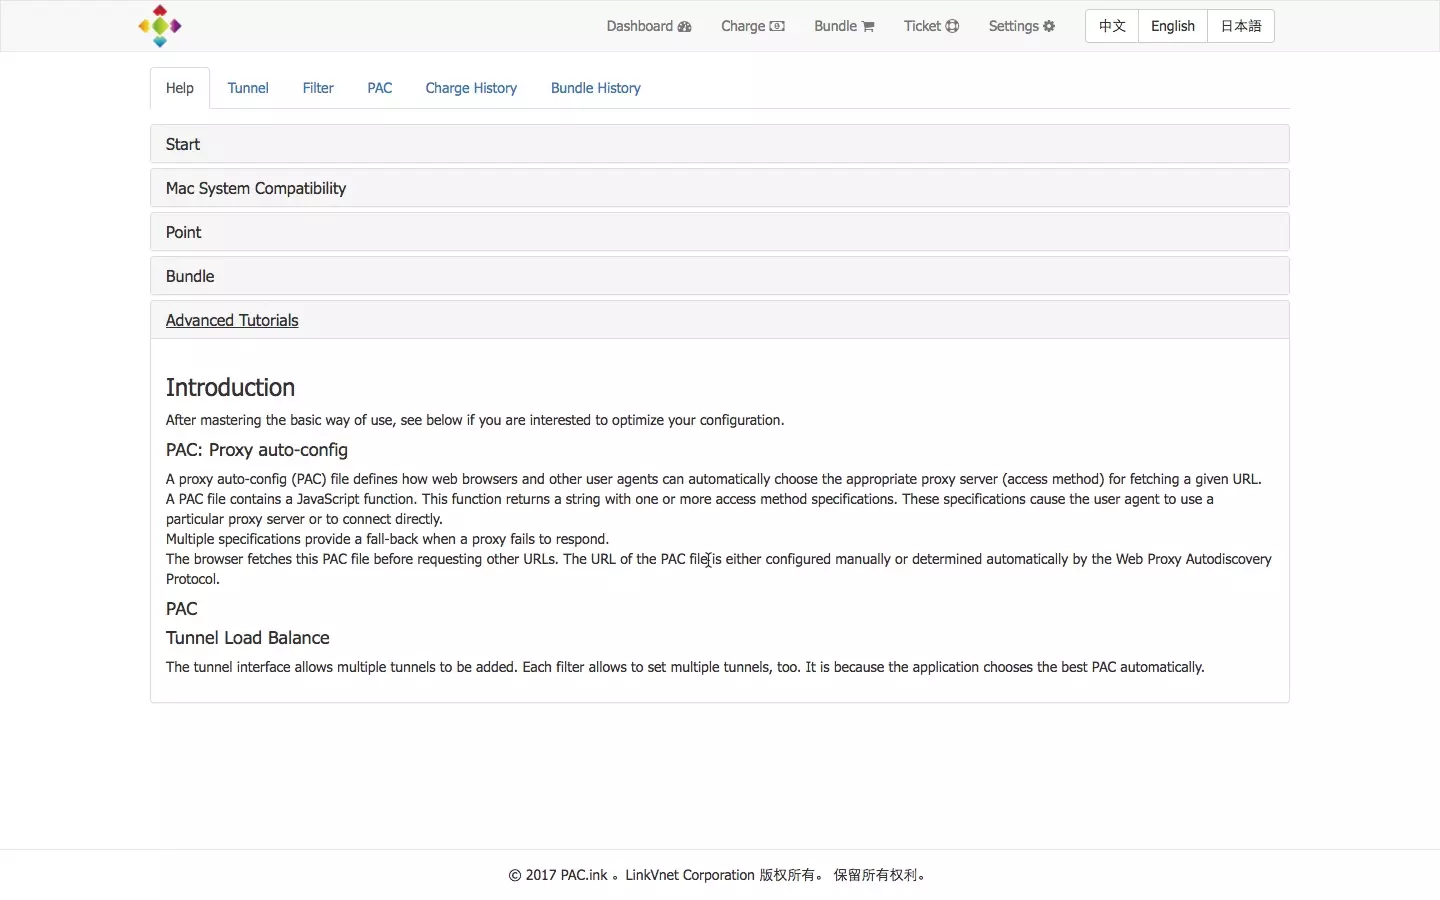 Dashboard Charge Bundle Ticket Settings 中文 English 日本語
Help Tunnel Filter PAC Charge History Bundle History
Start
Mac System Compatibility
Point
Bundle
Advanced Tutorials
Introduction
After mastering the basic way of use, see below if you are interested to optimize your configuration.
PAC: Proxy auto-config
A proxy auto-config (PAC) file defines how web browsers and other user agents can automatically choose the appropriate proxy server (access method) for fetching a given URL.
A PAC file contains a JavaScript function. This function returns a string with one or more access method specifications. These specifications cause the user agent to use a
particular proxy server or to connect directly.
Multiple specifications provide a fall-back when a proxy fails to respond.
The browser fetches this PAC file before requesting other URLs. The URL of the PAC file is either configured manually or determined automatically by the Web Proxy Autodiscovery
Protocol.
PAC
Tunnel Load Balance
The tunnel interface allows multiple tunnels to be added. Each filter allows to set multiple tunnels, too. It is because the application chooses the best PAC automatically.
© 2017 PAC.ink 。LinkVnet Corporation 版权所有。 保留所有权利。